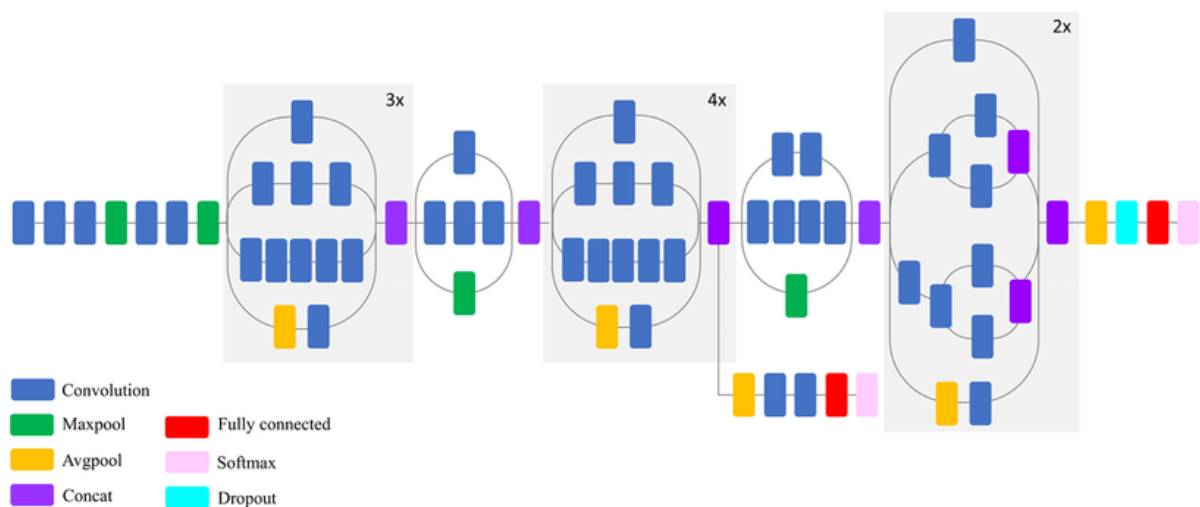 3x
4x
2x
Convolution
Maxpool
Fully connected
Avgpool
Softmax
Concat
Dropout